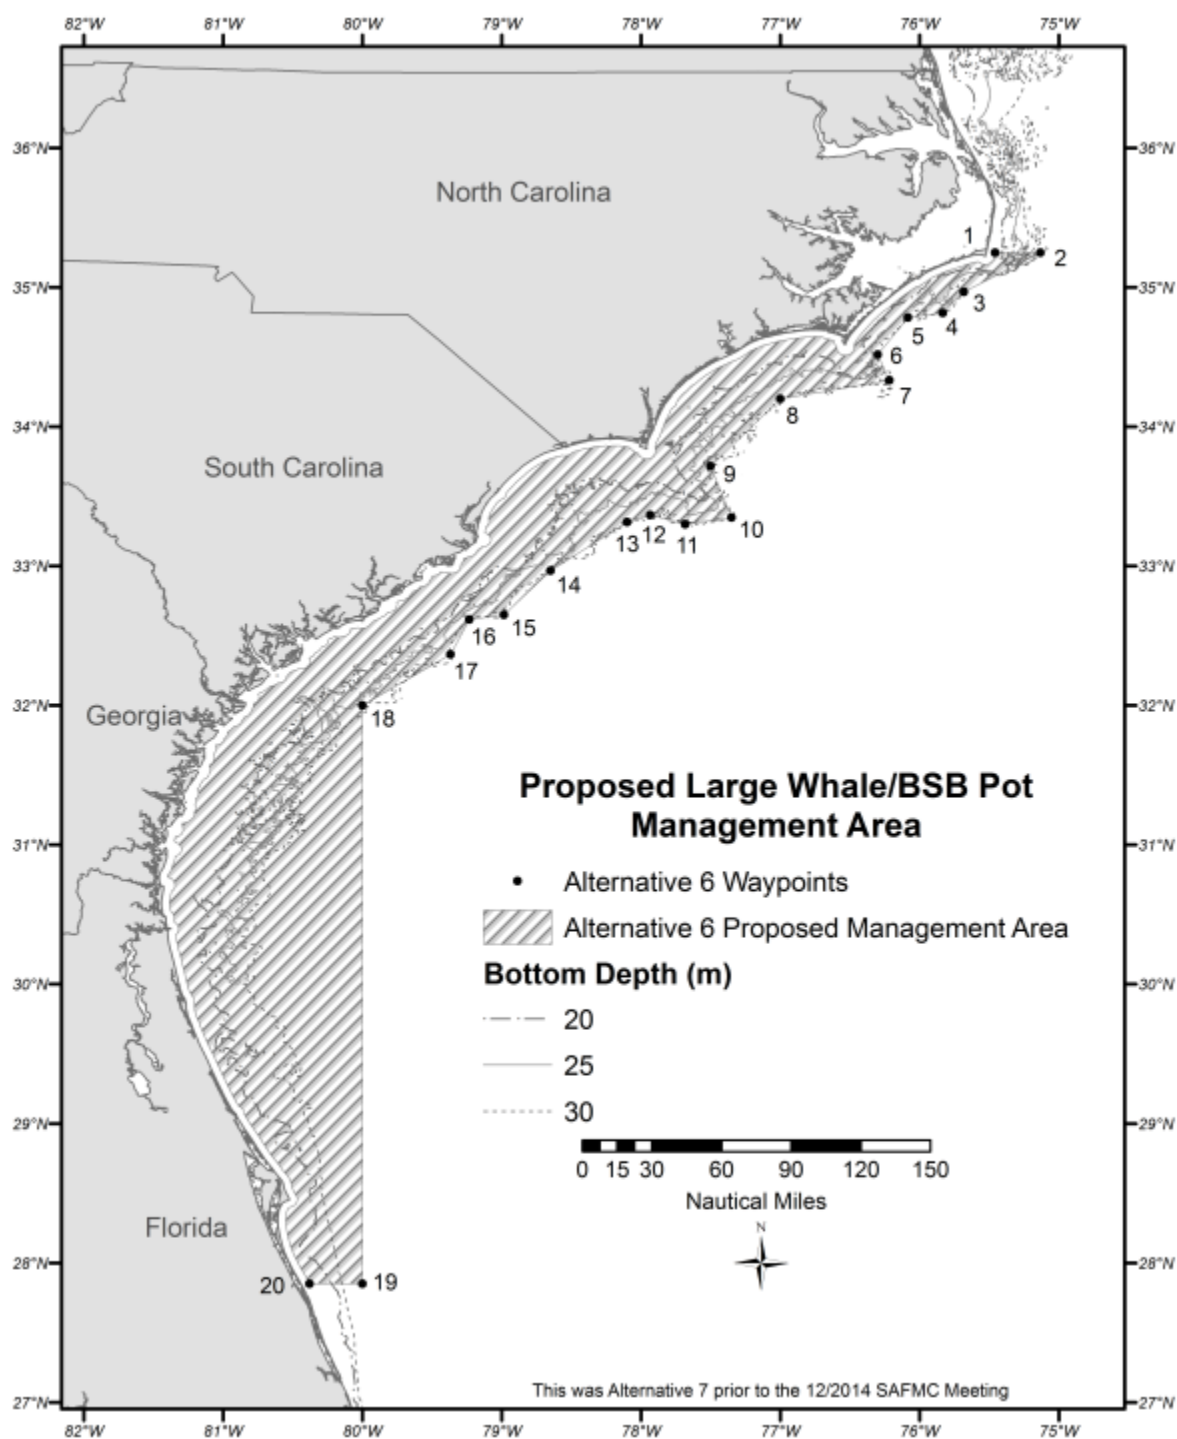 82°W 81°W 80°W 79°W 78°W 77°W 76°W 75°W
36°N 36°N
North Carolina
1
2
35°N 35°N
3
4
5
6
7
8
34°N 34°N
South Carolina
9
10
11
12
13
33°N 33°N
14
15
16
17
32°N 32°N
Georgia
18
Proposed Large Whale/BSB Pot
Management Area
31°N 31°N
Alternative 6 Waypoints
Alternative 6 Proposed Management Area
Bottom Depth (m)
30°N 30°N
20
25
30
29°N 29°N
0 15 30 60 90 120 150
Nautical Miles
N
Florida
28°N 28°N
20
19
This was Alternative 7 prior to the 12/2014 SAFMC Meeting
27°N 27°N
82°W 81°W 80°W 79°W 78°W 77°W 76°W 75°W